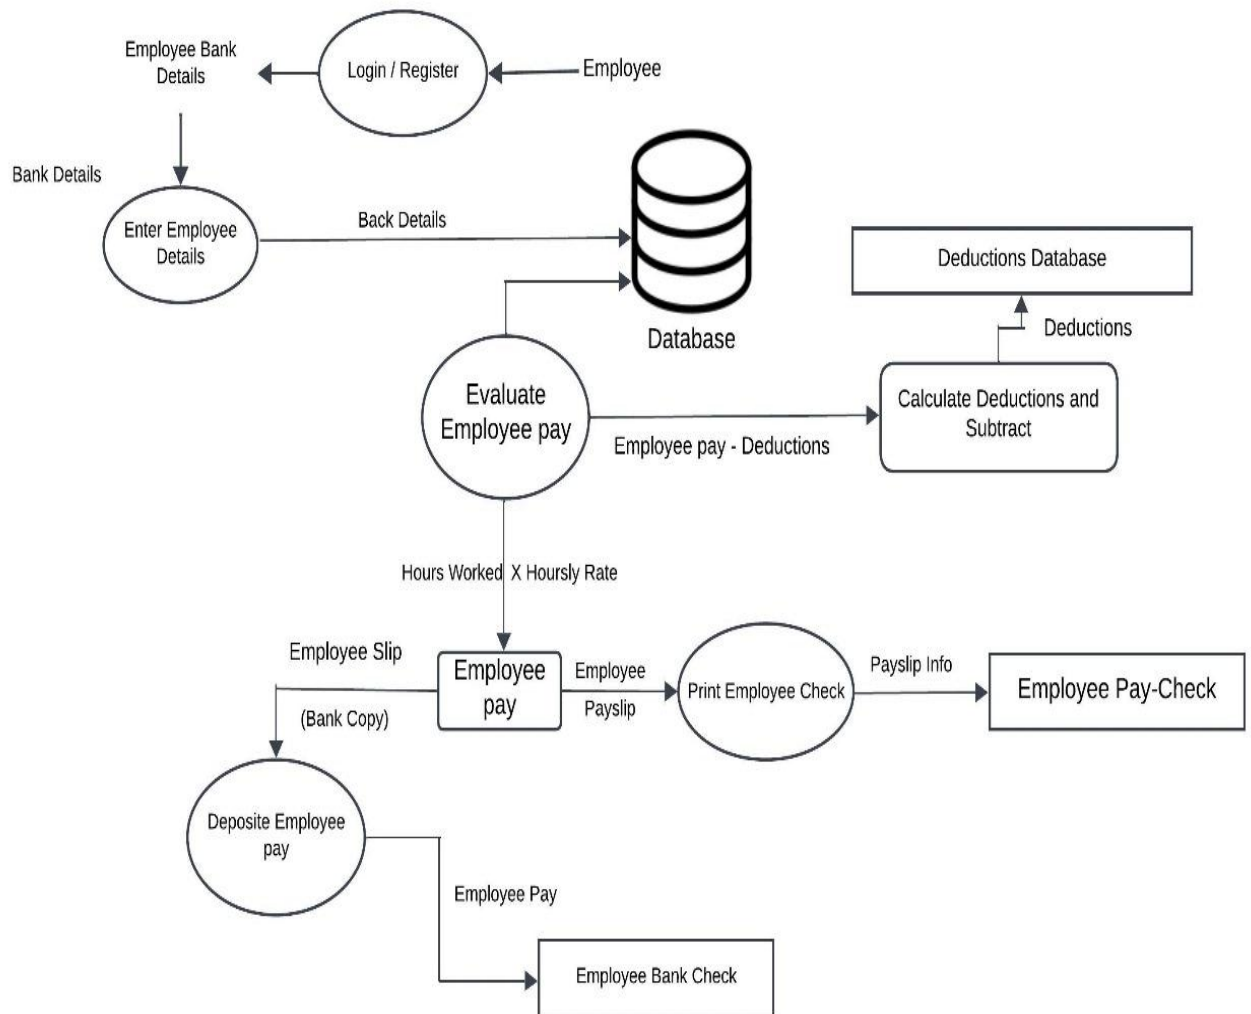 Employee Bank
Details
Login / Register
Employee
Bank Details
Enter Employee
Details
Back Details
Database
Deductions Database
Deductions
Evaluate
Employee pay
Calculate Deductions and
Subtract
Employee pay - Deductions
Hours Worked X Hoursly Rate
Employee Slip
(Bank Copy)
Employee
pay
Employee
Payslip
Print Employee Check
Payslip Info
Employee Pay-Check
Deposite Employee
pay
Employee Pay
Employee Bank Check